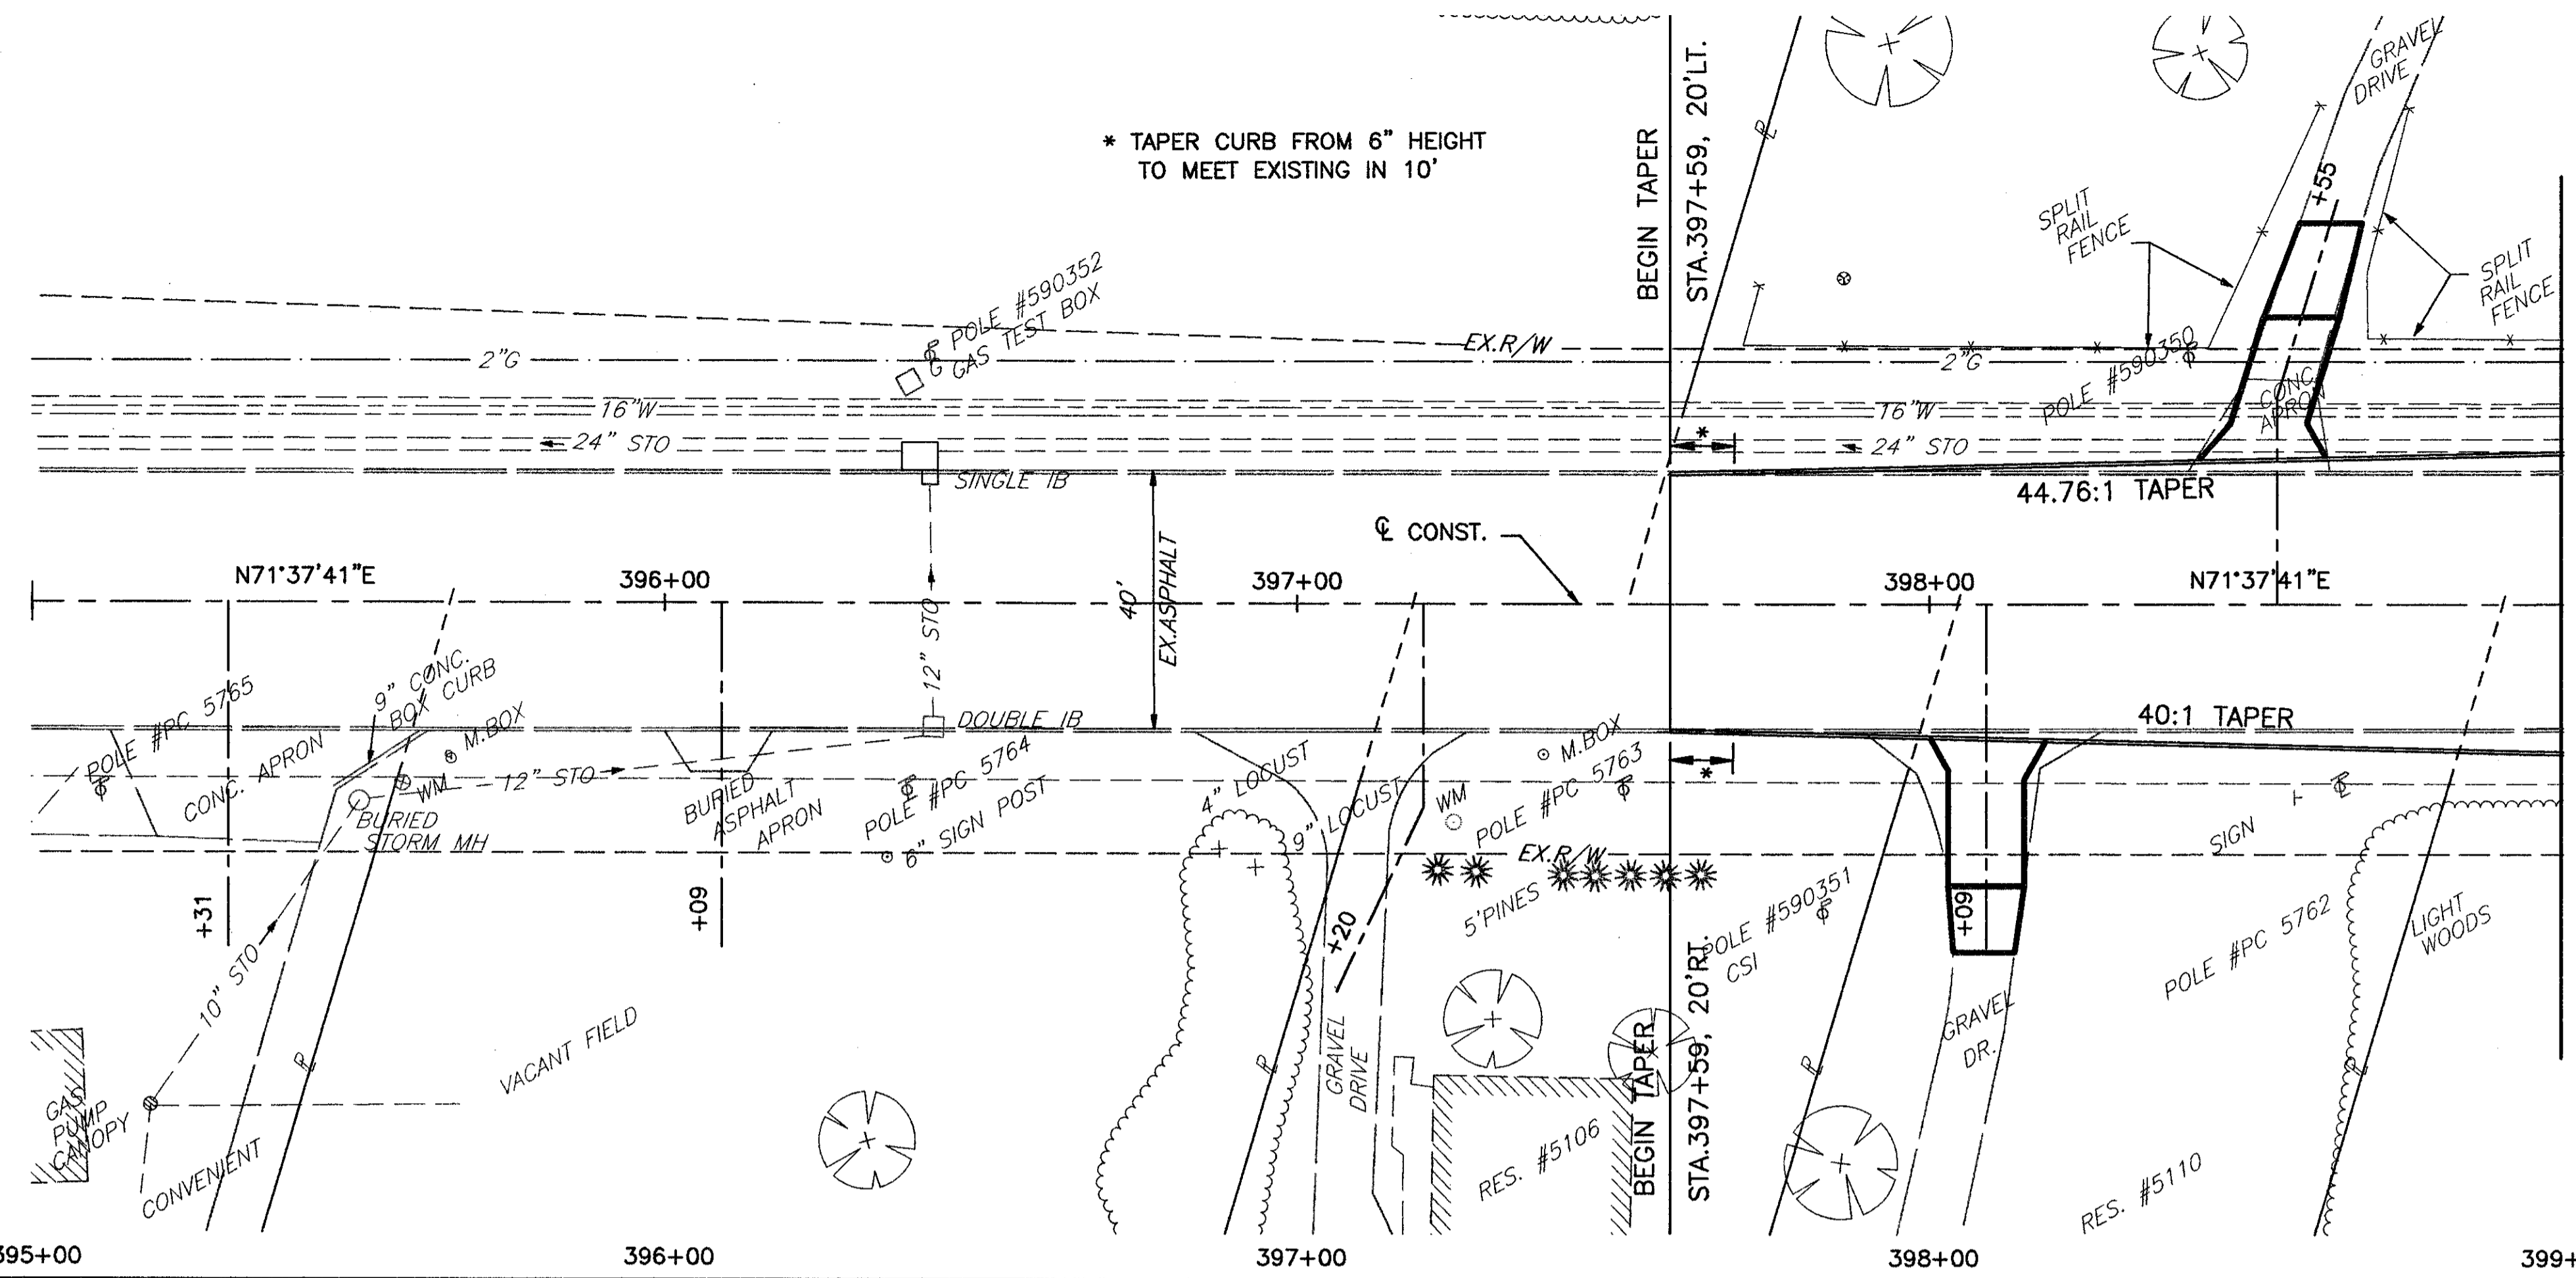 * TAPER CURB FROM 6" HEIGHT
TO MEET EXISTING IN 10'
BEGIN TAPER
STA.397+59, 20'LT.
GRAVEL
DRIVE
+55
SPLIT
RAIL
FENCE
SPLIT
RAIL
FENCE
POLE #590352
GAS TEST BOX
G
EX.R/W
2"G
2"G
POLE #590350
CONC.
APRON
16"W
16"W
24" STO
24" STO
*
SINGLE IB
44.76:1 TAPER
℄ CONST.
N71°37'41"E
396+00
397+00
398+00
N71°37'41"E
12" STO
40'
EX.ASPHALT
9" CONC.
BOX CURB
POLE #PC 5765
CONC. APRON
M.BOX
WM
12" STO
DOUBLE IB
40:1 TAPER
BURIED
STORM MH
BURIED
ASPHALT
APRON
POLE #PC 5764
6" SIGN POST
4" LOCUST
9" LOCUST
M.BOX
POLE #PC 5763
WM
*
EX.R/W
5'PINES
+31
+09
+20
+09
POLE #590351
CSI
SIGN
POLE #PC 5762
LIGHT
WOODS
10" STO
VACANT FIELD
GRAVEL
DRIVE
BEGIN TAPER
STA.397+59, 20'RT.
GRAVEL
DR.
GAS
PUMP
CANOPY
CONVENIENT
RES. #5106
RES. #5110
℄
℄
℄
℄
℄
395+00
396+00
397+00
398+00
399+